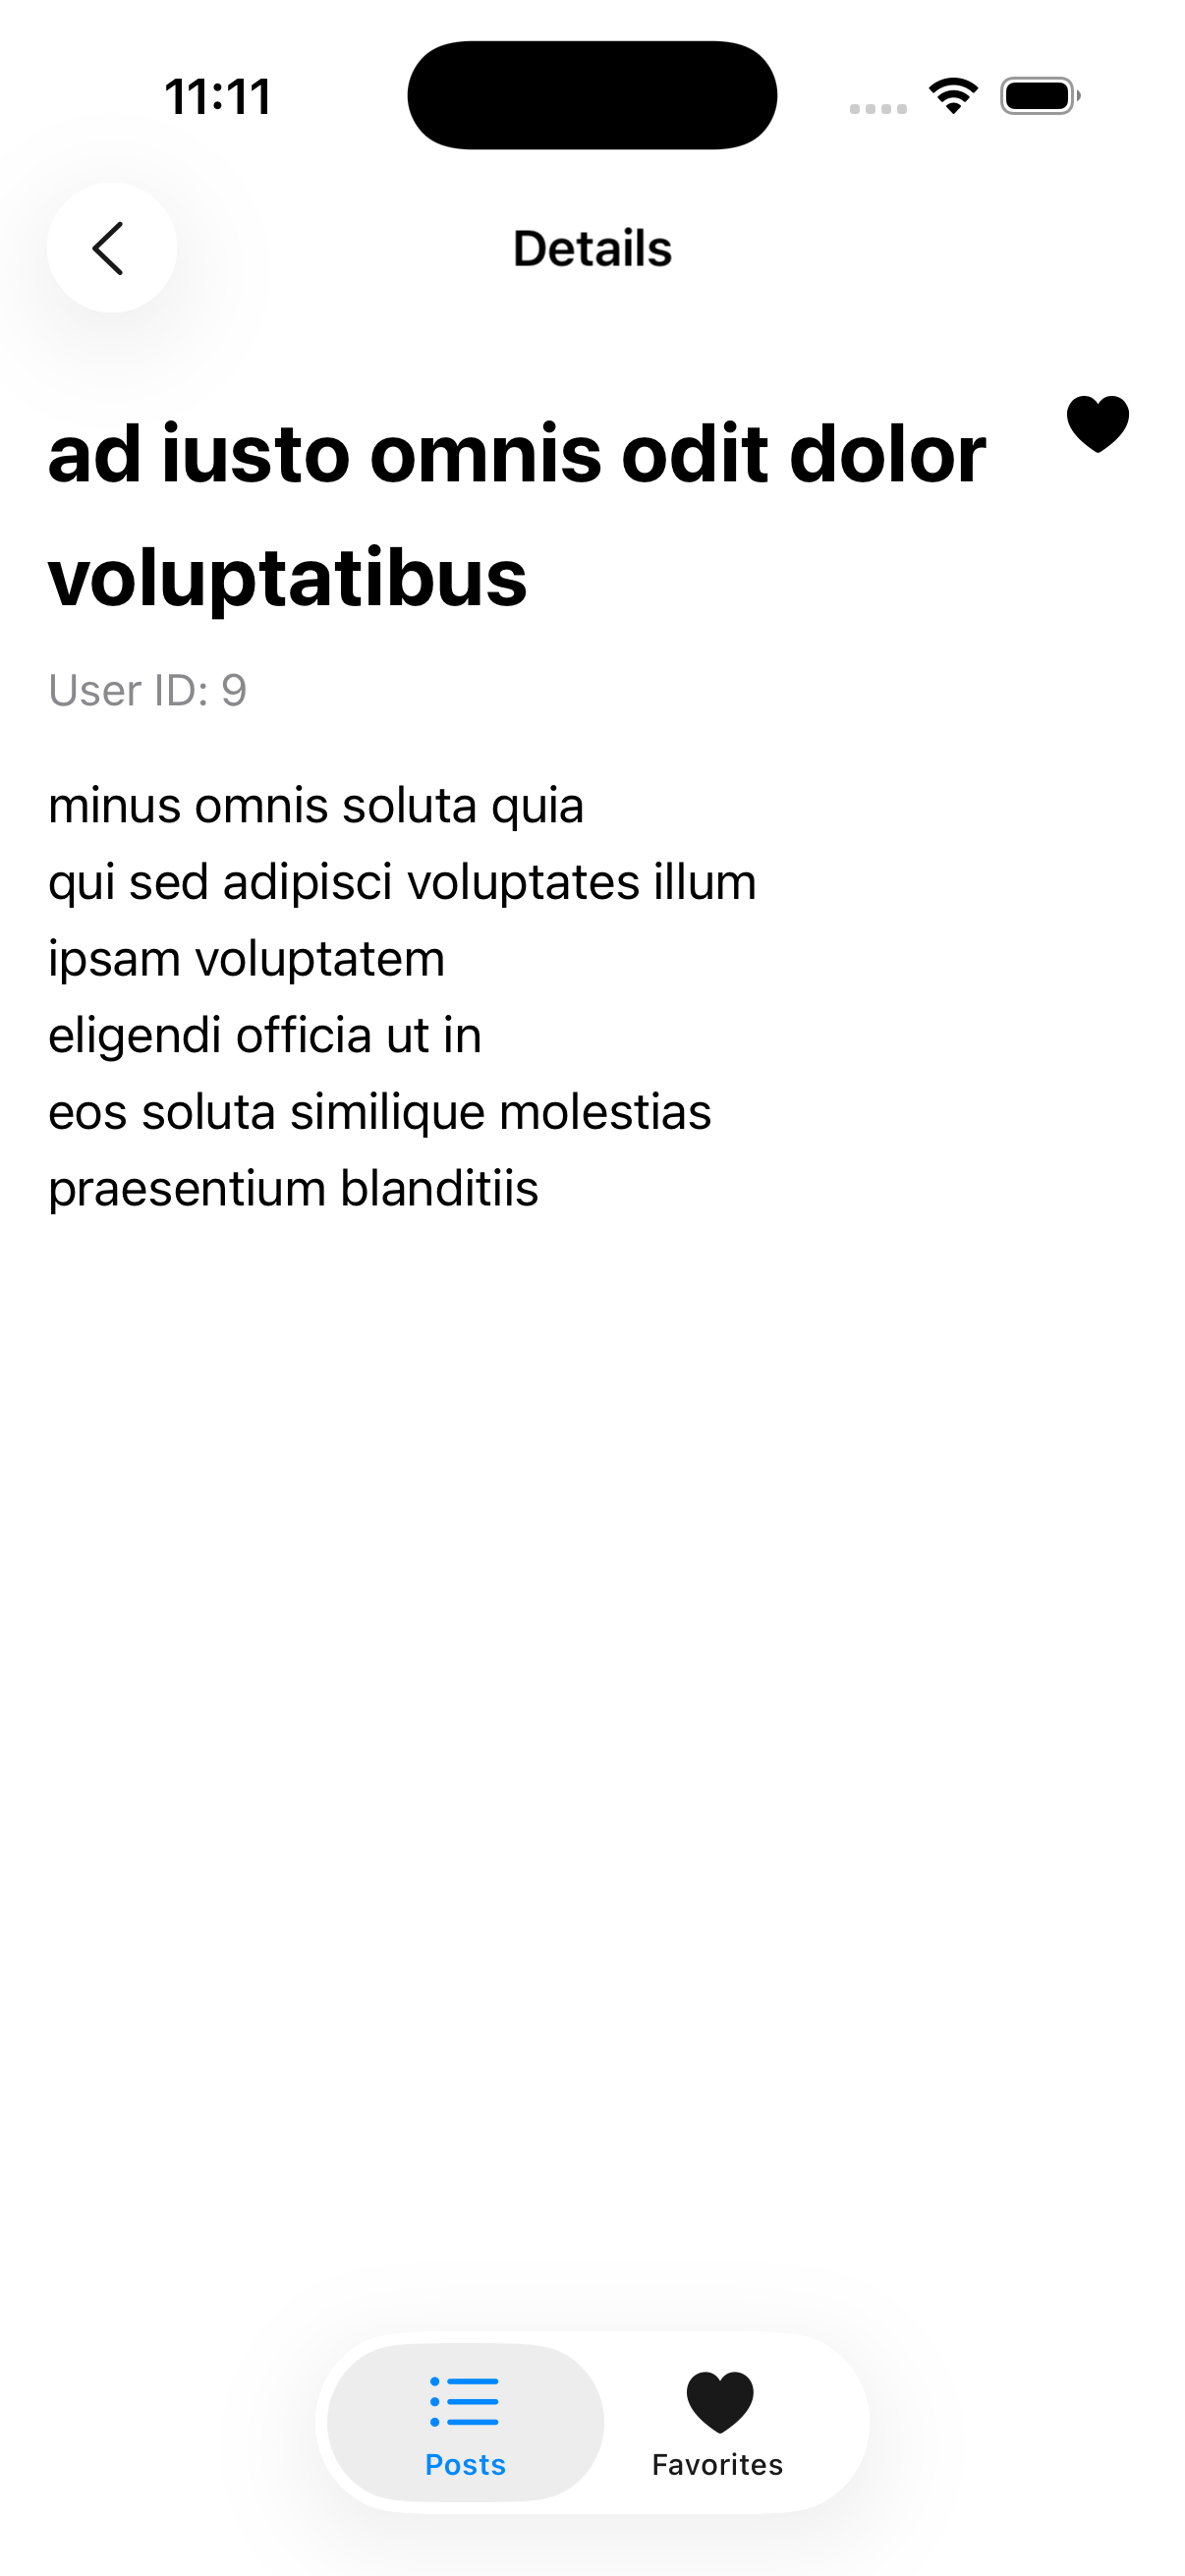 11:11
Details
ad iusto omnis odit dolor
voluptatibus
User ID: 9
minus omnis soluta quia
qui sed adipisci voluptates illum
ipsam voluptatem
eligendi officia ut in
eos soluta similique molestias
praesentium blanditiis
Posts
Favorites